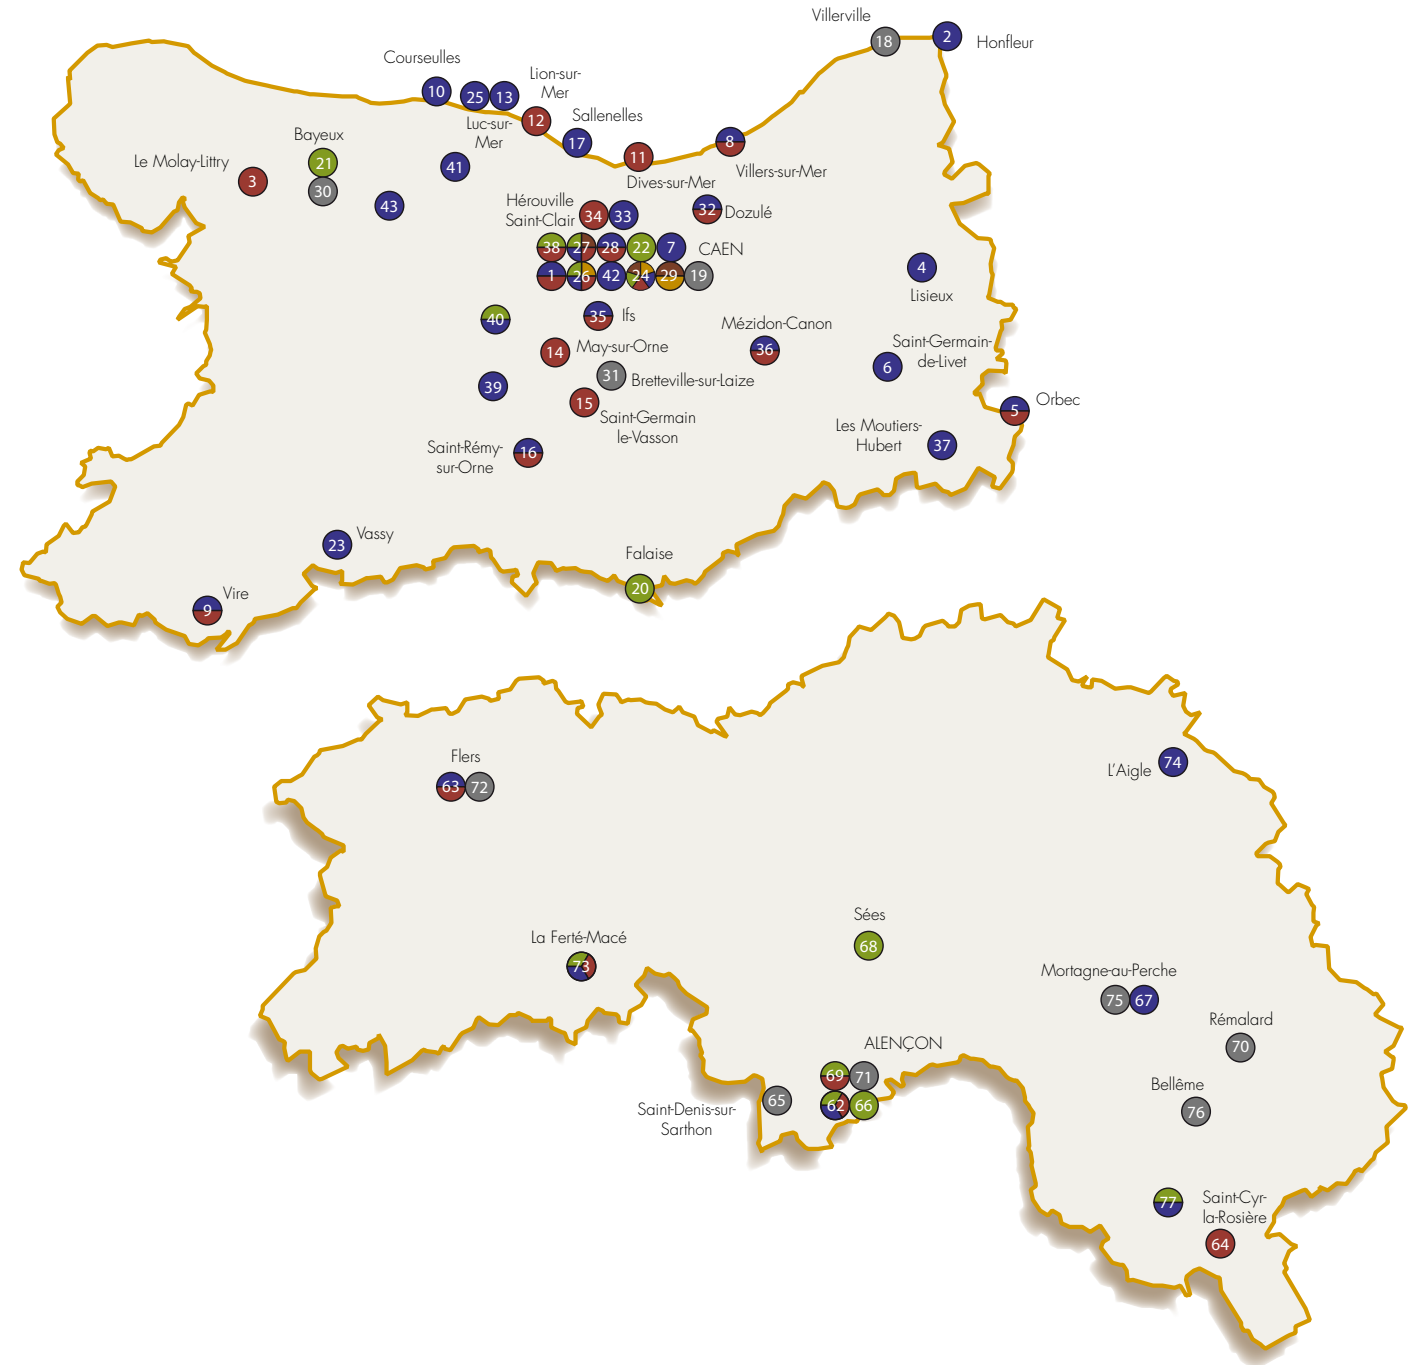 Villerville
18
2
Honfleur
Courseulles
10
25
13
Lion-sur-
Mer
12
Luc-sur-
Mer
Sallenelles
17
11
Dives-sur-Mer
8
Villers-sur-Mer
Bayeux
21
30
Le Molay-Littry
3
41
43
Hérouville
Saint-Clair
34
33
32
Dozulé
38
27
28
22
7
CAEN
1
26
42
24
29
19
4
Lisieux
40
35
Ifs
Mézidon-Canon
36
14
May-sur-Orne
Saint-Germain-
de-Livet
6
31
Bretteville-sur-Laize
39
15
Saint-Germain
le-Vasson
5
Orbec
Les Moutiers-
Hubert
37
Saint-Rémy-
sur-Orne
16
23
Vassy
Falaise
20
Vire
9
Flers
63
72
L'Aigle
74
Sées
68
La Ferté-Macé
73
Mortagne-au-Perche
75
67
Rémalard
70
ALENÇON
69
71
62
66
65
Saint-Denis-sur-
Sarthon
Bellême
76
77
Saint-Cyr-
la-Rosière
64